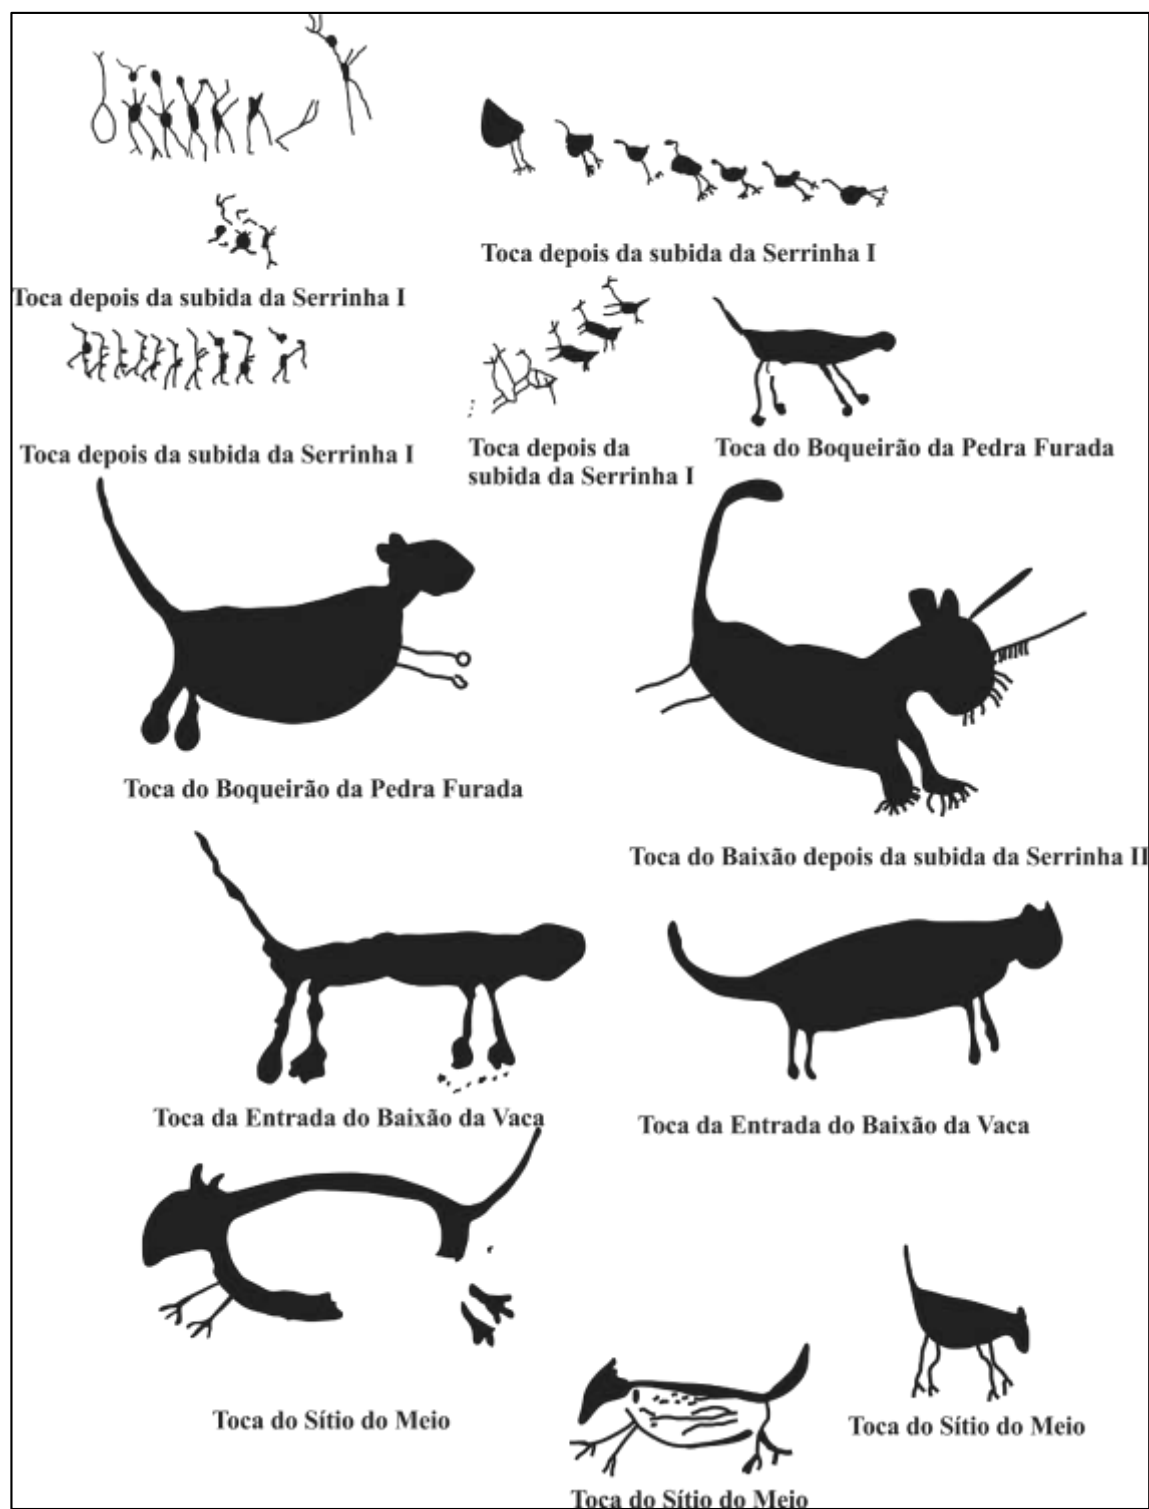 Toca depois da subida da Serrinha I
Toca depois da subida da Serrinha I
Toca depois da subida da Serrinha I
Toca depois da
subida da Serrinha I
Toca do Boqueirão da Pedra Furada
Toca do Boqueirão da Pedra Furada
Toca do Baixão depois da subida da Serrinha II
Toca da Entrada do Baixão da Vaca
Toca da Entrada do Baixão da Vaca
Toca do Sítio do Meio
Toca do Sítio do Meio
Toca do Sítio do Meio